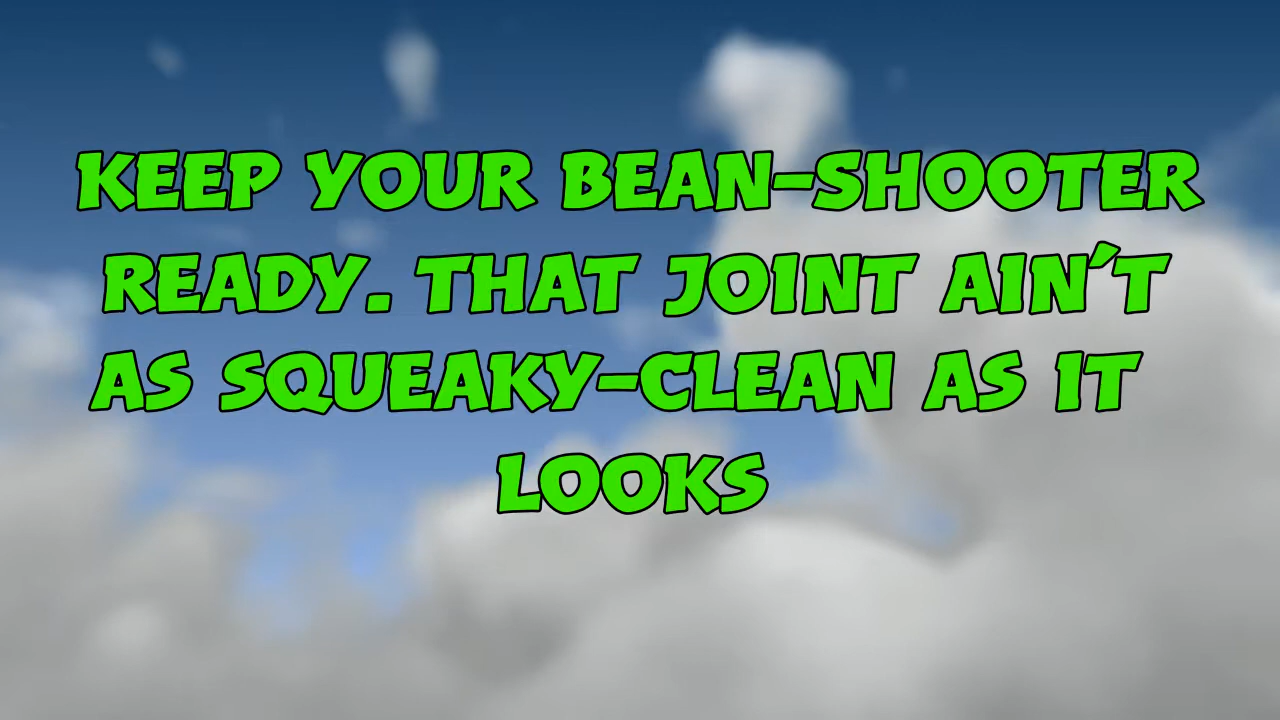 KEEP YOUR BEAN-SHOOTER
READY. THAT JOINT AIN'T
AS SQUEAKY-CLEAN AS IT
LOOKS